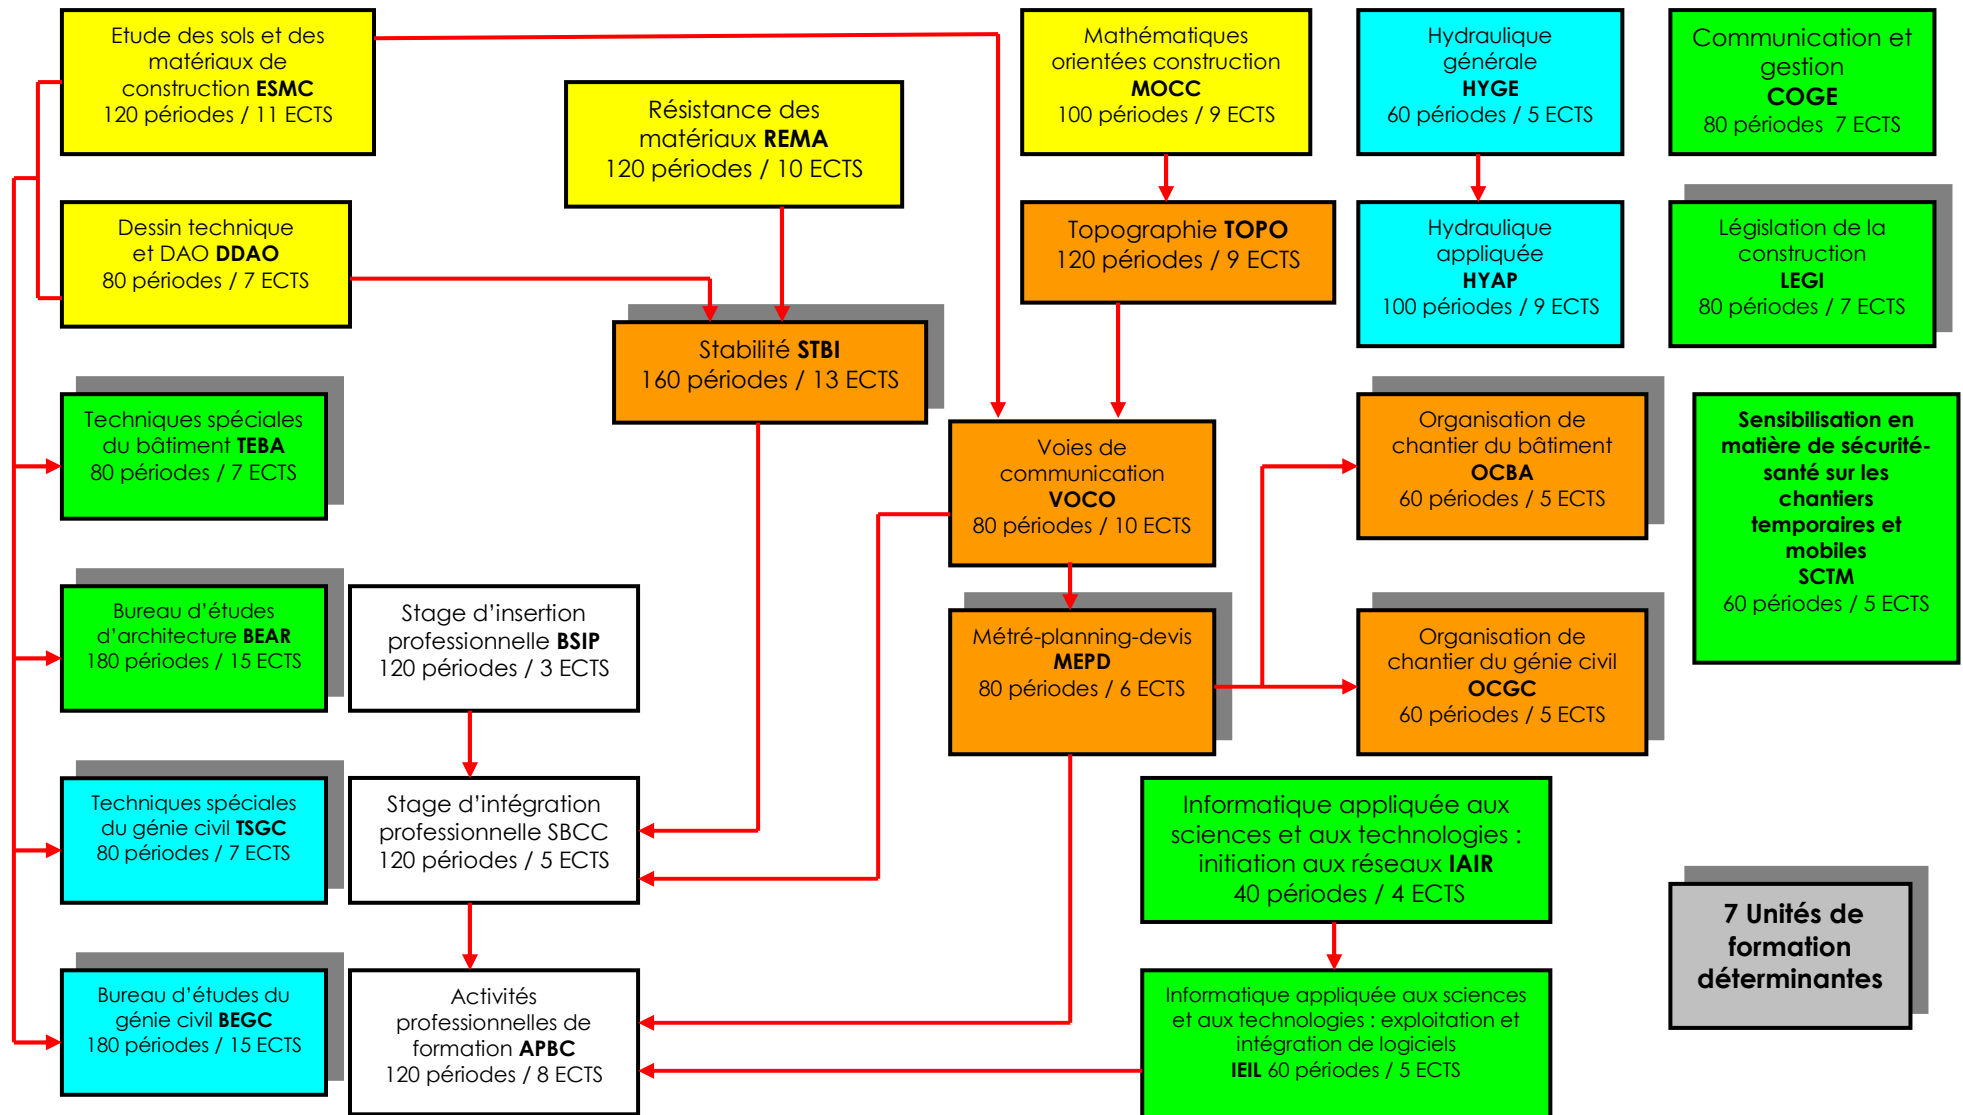 Etude des sols et des
matériaux de
construction ESMC
120 périodes / 11 ECTS
Résistance des
matériaux REMA
120 périodes / 10 ECTS
Mathématiques
orientées construction
MOCC
100 périodes / 9 ECTS
Hydraulique
générale
HYGE
60 périodes / 5 ECTS
Communication et
gestion
COGE
80 périodes 7 ECTS
Dessin technique
et DAO DDAO
80 périodes / 7 ECTS
Topographie TOPO
120 périodes / 9 ECTS
Hydraulique
appliquée
HYAP
100 périodes / 9 ECTS
Législation de la
construction
LEGI
80 périodes / 7 ECTS
Stabilité STBI
160 périodes / 13 ECTS
Techniques spéciales
du bâtiment TEBA
80 périodes / 7 ECTS
Voies de
communication
VOCO
80 périodes / 10 ECTS
Organisation de
chantier du bâtiment
OCBA
60 périodes / 5 ECTS
Sensibilisation en
matière de sécurité-
santé sur les
chantiers
temporaires et
mobiles
SCTM
60 périodes / 5 ECTS
Bureau d'études
d'architecture BEAR
180 périodes / 15 ECTS
Stage d'insertion
professionnelle BSIP
120 périodes / 3 ECTS
Métré-planning-devis
MEPD
80 périodes / 6 ECTS
Organisation de
chantier du génie civil
OCGC
60 périodes / 5 ECTS
Techniques spéciales
du génie civil TSGC
80 périodes / 7 ECTS
Stage d'intégration
professionnelle SBCC
120 périodes / 5 ECTS
Informatique appliquée aux
sciences et aux technologies :
initiation aux réseaux IAIR
40 périodes / 4 ECTS
7 Unités de
formation
déterminantes
Bureau d'études du
génie civil BEGC
180 périodes / 15 ECTS
Activités
professionnelles de
formation APBC
120 périodes / 8 ECTS
Informatique appliquée aux sciences
et aux technologies : exploitation et
intégration de logiciels
IEIL 60 périodes / 5 ECTS